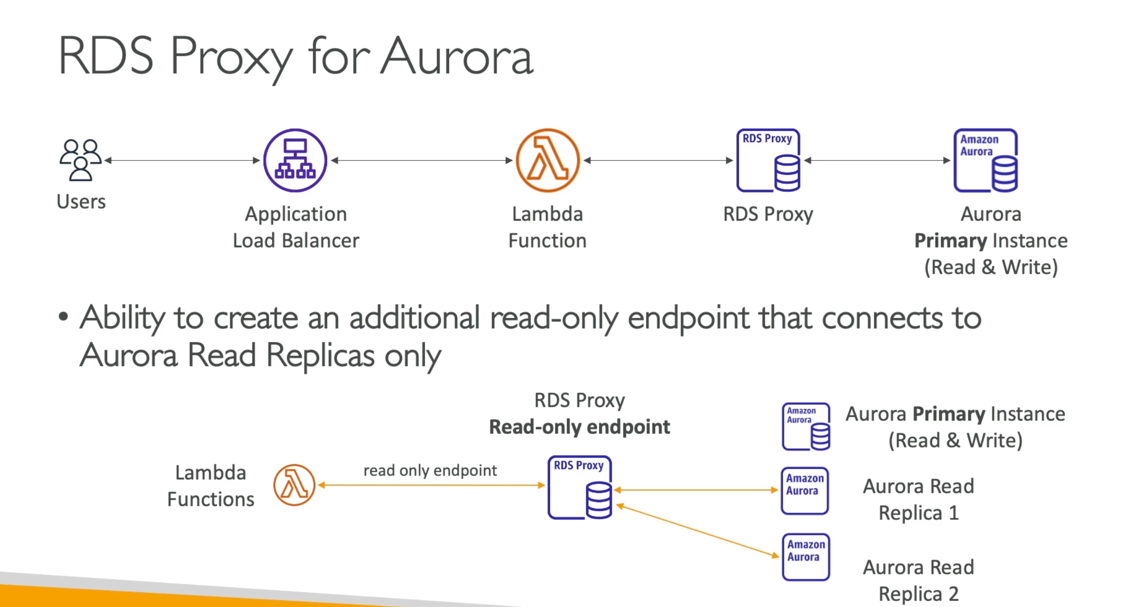 RDS Proxy for Aurora
RDS Proxy
Amazon
Aurora
Users
Application
Load Balancer
Lambda
Function
RDS Proxy
Aurora
Primary Instance
(Read & Write)
• Ability to create an additional read-only endpoint that connects to
Aurora Read Replicas only
RDS Proxy
Read-only endpoint
Amazon
Aurora
Aurora Primary Instance
(Read & Write)
Lambda
Functions
read only endpoint
RDS Proxy
Amazon
Aurora
Aurora Read
Replica 1
Amazon
Aurora
Aurora Read
Replica 2